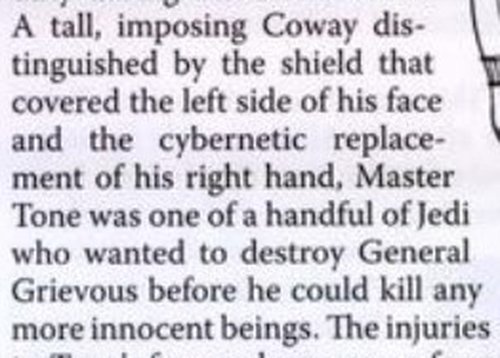 A tall, imposing Coway dis-
tinguished by the shield that
covered the left side of his face
and the cybernetic replace-
ment of his right hand, Master
Tone was one of a handful of Jedi
who wanted to destroy General
Grievous before he could kill any
more innocent beings. The injuries